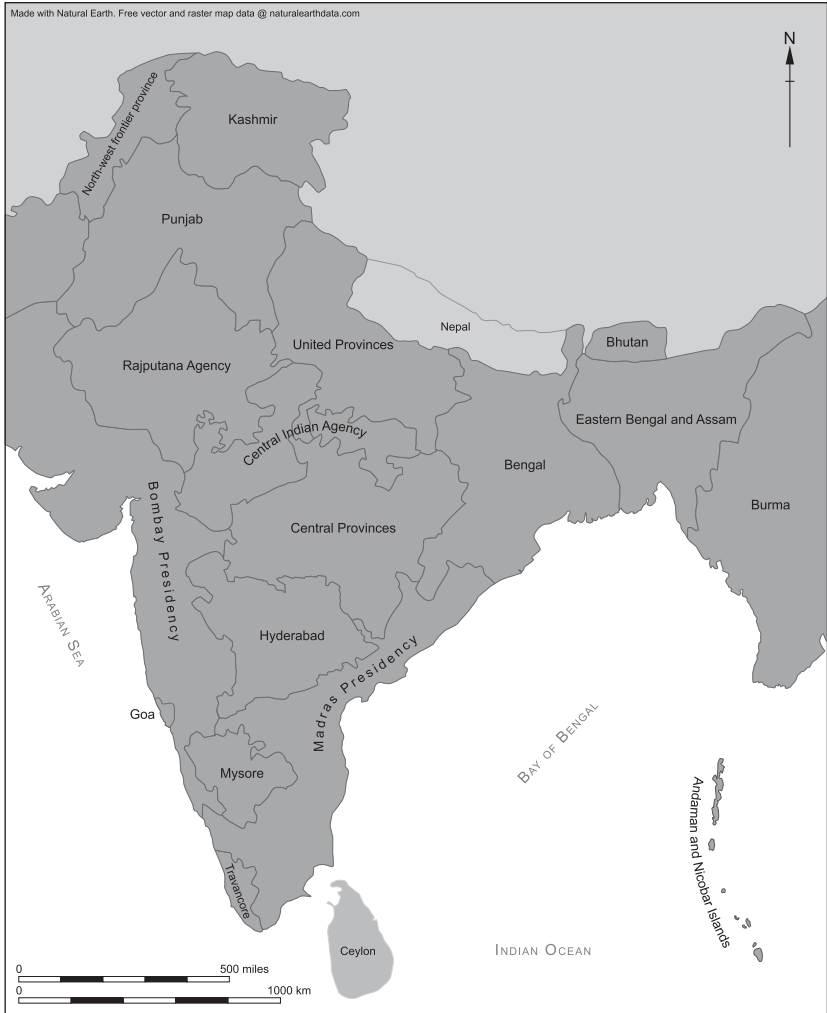 Made with Natural Earth. Free vector and raster map data @ naturalearthdata.com
N
North-west frontier province
Kashmir
Punjab
Nepal
United Provinces
Bhutan
Rajputana Agency
Eastern Bengal and Assam
Central Indian Agency
Bengal
Burma
Bombay Presidency
Central Provinces
Arabian Sea
Hyderabad
Madras Presidency
Goa
Bay of Bengal
Mysore
Andaman and Nicobar Islands
Travancore
Ceylon
Indian Ocean
0 500 miles
0 1000 km